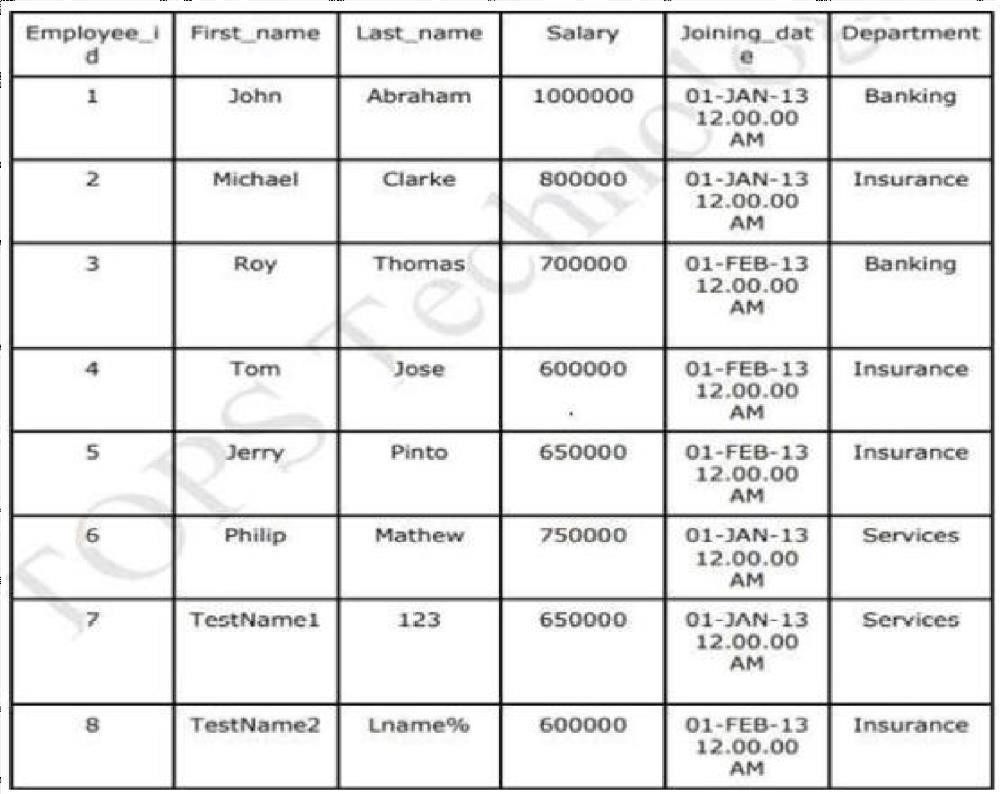 Employee_i
d
First_name
Last_name
Salary
Joining_dat
e
Department
1
John
Abraham
1000000
01-JAN-13
12.00.00
AM
Banking
2
Michael
Clarke
800000
01-JAN-13
12.00.00
AM
Insurance
3
Roy
Thomas
700000
01-FEB-13
12.00.00
AM
Banking
4
Tom
Jose
600000
01-FEB-13
12.00.00
AM
Insurance
5
Jerry
Pinto
650000
01-FEB-13
12.00.00
AM
Insurance
6
Philip
Mathew
750000
01-JAN-13
12.00.00
AM
Services
7
TestName1
123
650000
01-JAN-13
12.00.00
AM
Services
8
TestName2
Lname%
600000
01-FEB-13
12.00.00
AM
Insurance
TOPS Technolog